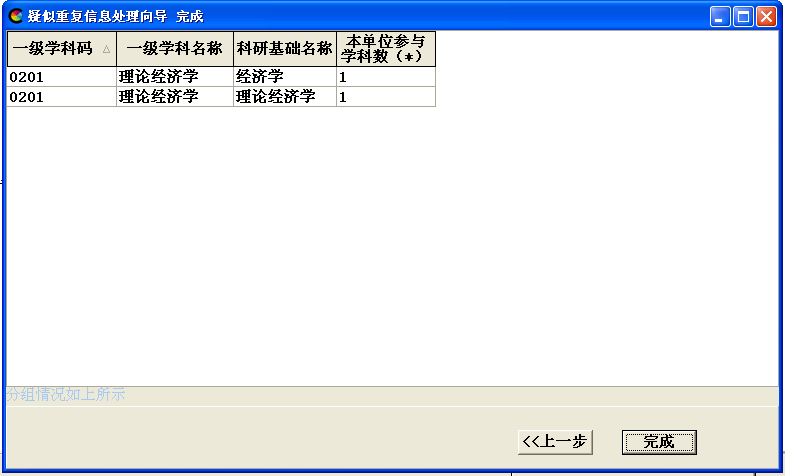 疑似重复信息处理向导 完成
一级学科码 一级学科名称 科研基础名称 本单位参与
学科数（*）
0201 理论经济学 经济学 1
0201 理论经济学 理论经济学 1
分组情况如上所示
<<上一步 完成